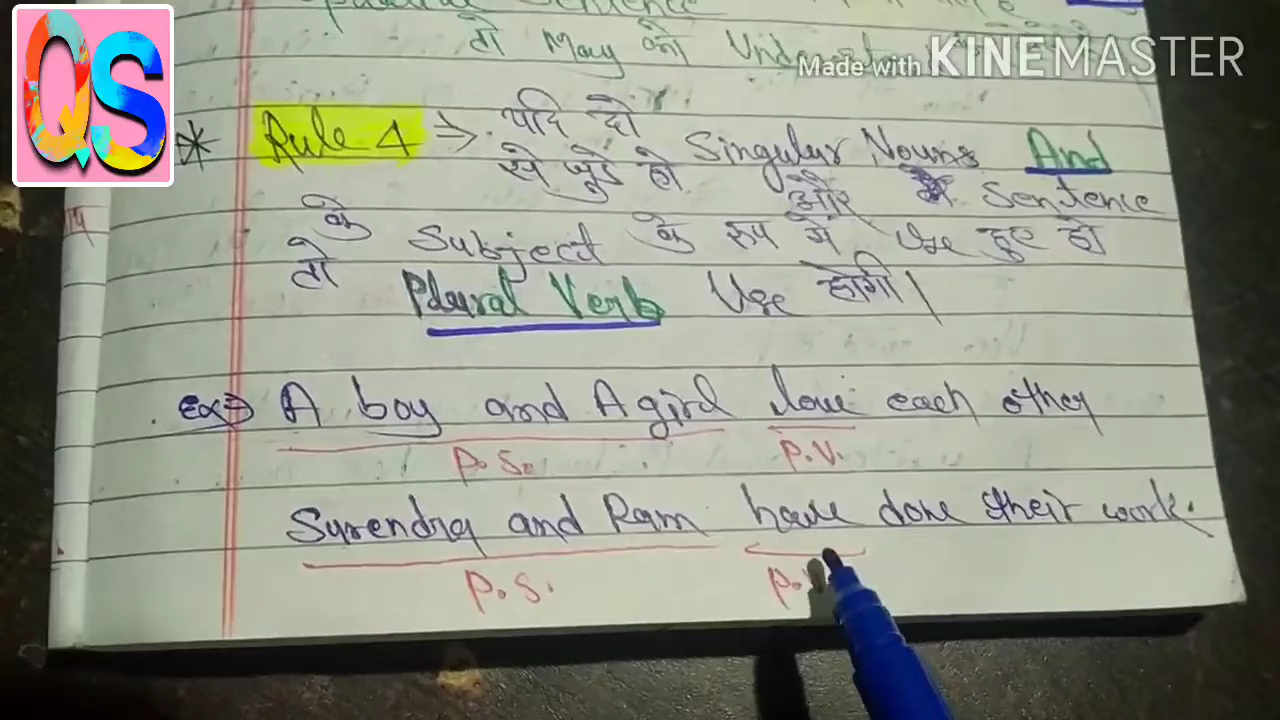 QS
Sentence
तो May को
Made with KINEMASTER
* Rule 4 ⇒ यदि दो Singular Nouns And
से जुड़े हो और Sentence
के Subject के रूप में Use हुए हो
तो Plural Verb Use होगी।
Ex⇒ A boy and A girl love each other
P.S. P.V.
Surendra and Ram have done their work.
P.S. P.